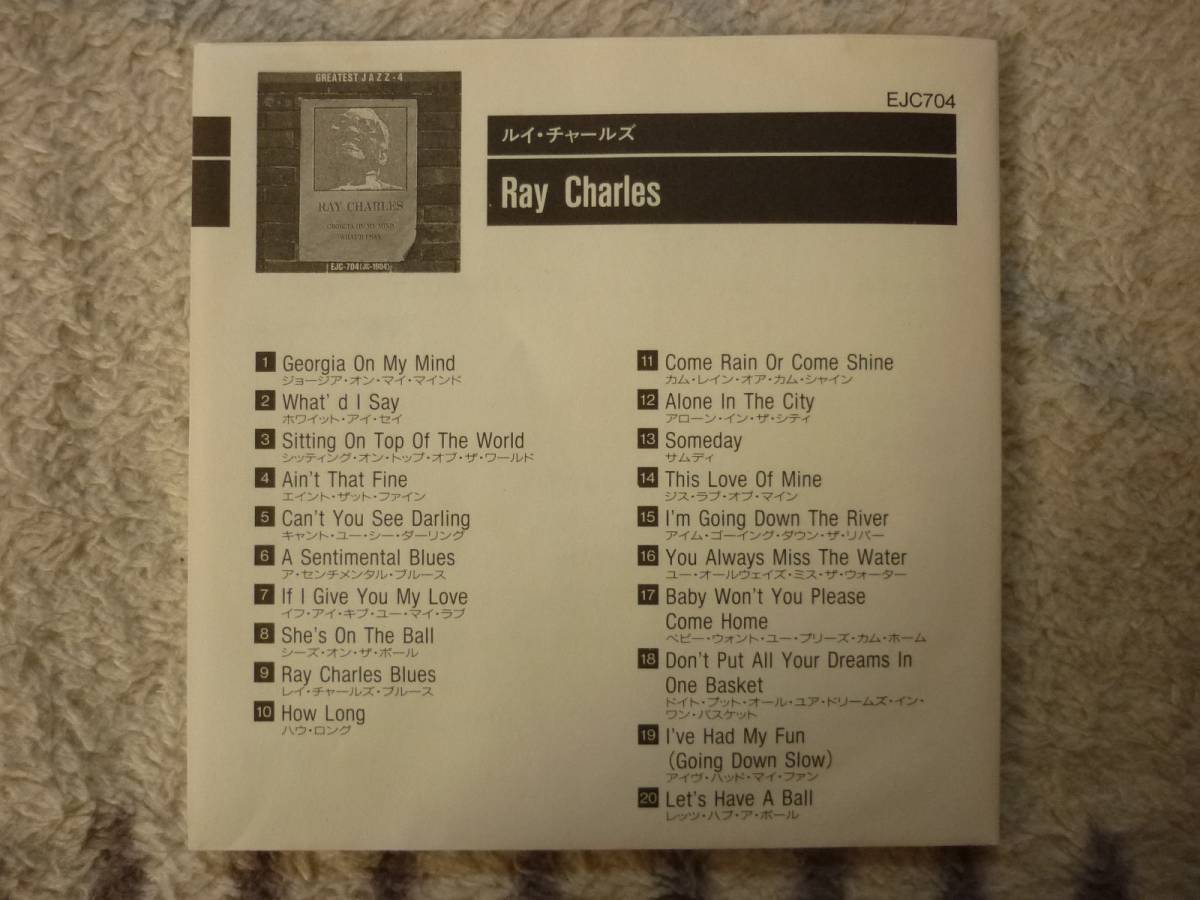 GREATEST JAZZ-4
RAY CHARLES
GEORGIA ON MY MIND
WHAT'D I SAY
EJC-704(JX-1904)
EJC704
ルイ・チャールズ
Ray Charles
1 Georgia On My Mind
ジョージア・オン・マイ・マインド
2 What' d I Say
ホワイット・アイ・セイ
3 Sitting On Top Of The World
シッティング・オン・トップ・オブ・ザ・ワールド
4 Ain't That Fine
エイント・ザット・ファイン
5 Can't You See Darling
キャント・ユー・シー・ダーリング
6 A Sentimental Blues
ア・センチメンタル・ブルース
7 If I Give You My Love
イフ・アイ・キブ・ユー・マイ・ラブ
8 She's On The Ball
シーズ・オン・ザ・ボール
9 Ray Charles Blues
レイ・チャールズ・ブルース
10 How Long
ハウ・ロング
11 Come Rain Or Come Shine
カム・レイン・オア・カム・シャイン
12 Alone In The City
アローン・イン・ザ・シティ
13 Someday
サムディ
14 This Love Of Mine
ジス・ラブ・オブ・マイン
15 I'm Going Down The River
アイム・ゴーイング・ダウン・ザ・リバー
16 You Always Miss The Water
ユー・オールウェイズ・ミス・ザ・ウォーター
17 Baby Won't You Please
Come Home
ベビー・ウォント・ユー・プリーズ・カム・ホーム
18 Don't Put All Your Dreams In
One Basket
ドイト・プット・オール・ユア・ドリームズ・イン・
ワン・バスケット
19 I've Had My Fun
(Going Down Slow)
アイヴ・ハッド・マイ・ファン
20 Let's Have A Ball
レッツ・ハブ・ア・ボール